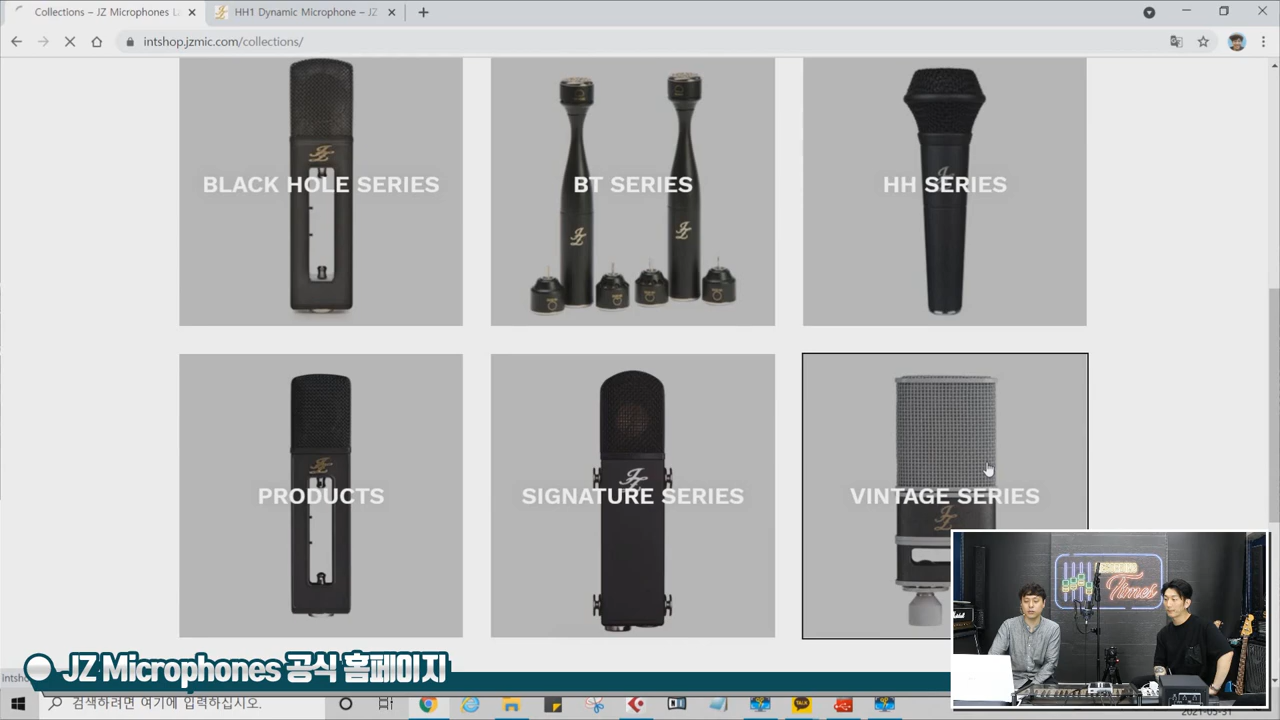 Collections – JZ Microphones L
HH1 Dynamic Microphone – JZ
intshop.jzmic.com/collections/
BLACK HOLE SERIES
BT SERIES
HH SERIES
PRODUCTS
SIGNATURE SERIES
VINTAGE SERIES
Times
JZ Microphones 공식 홈페이지
검색하려면 여기에 입력하십시오.
TALK